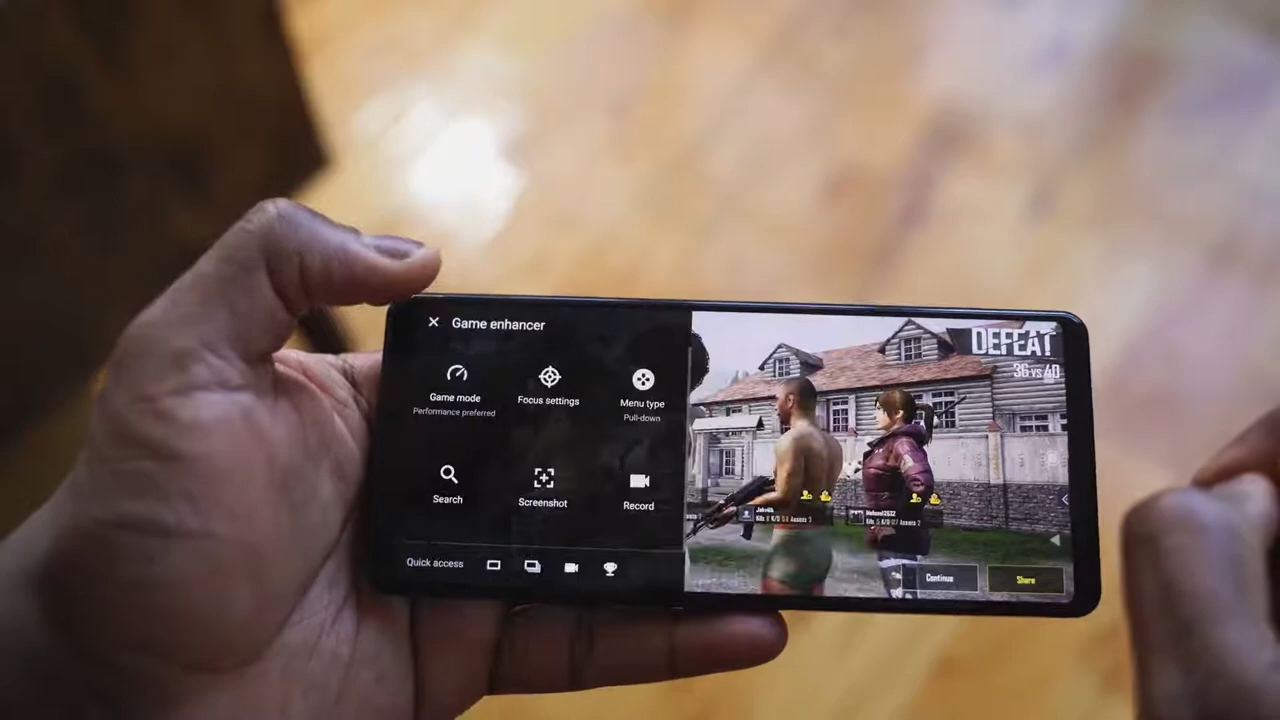 Game enhancer
Game mode
Performance preferred
Focus settings
Menu type
Pull-down
Search
Screenshot
Record
Quick access
DEFEAT
36 vs 40
Continue
Share